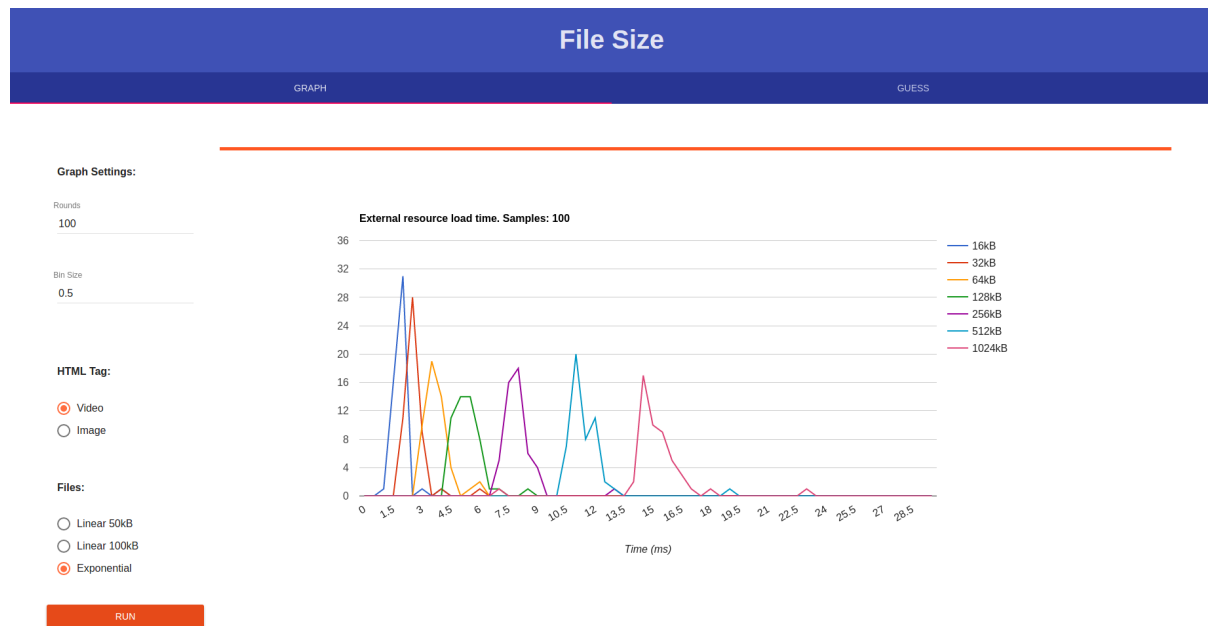 File Size
GRAPH
GUESS
Graph Settings:
Rounds
100
Bin Size
0.5
HTML Tag:
Video
Image
Files:
Linear 50kB
Linear 100kB
Exponential
RUN
External resource load time. Samples: 100
36
32
28
24
20
16
12
8
4
0
0 1.5 3 4.5 6 7.5 9 10.5 12 13.5 15 16.5 18 19.5 21 22.5 24 25.5 27 28.5
Time (ms)
16kB
32kB
64kB
128kB
256kB
512kB
1024kB